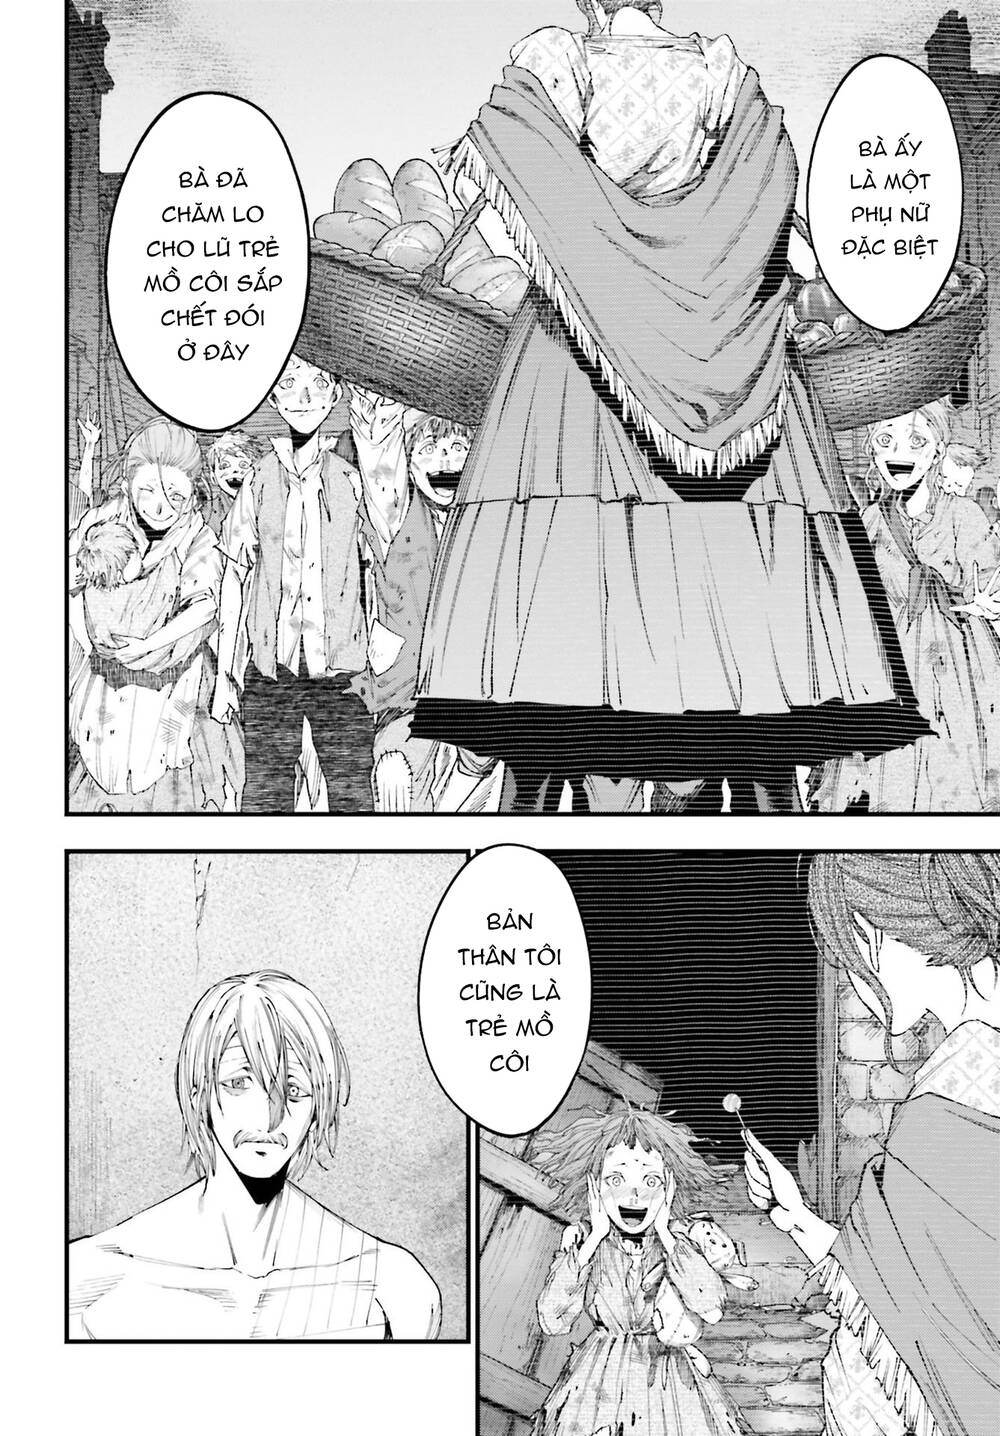 BÀ ẤY
LÀ MỘT
PHỤ NỮ
ĐẶC BIỆT
BÀ ĐÃ
CHĂM LO
CHO LŨ TRẺ
MỒ CÔI SẮP
CHẾT ĐÓI
Ở ĐÂY
BẢN
THÂN TÔI
CŨNG LÀ
TRẺ MỒ
CÔI